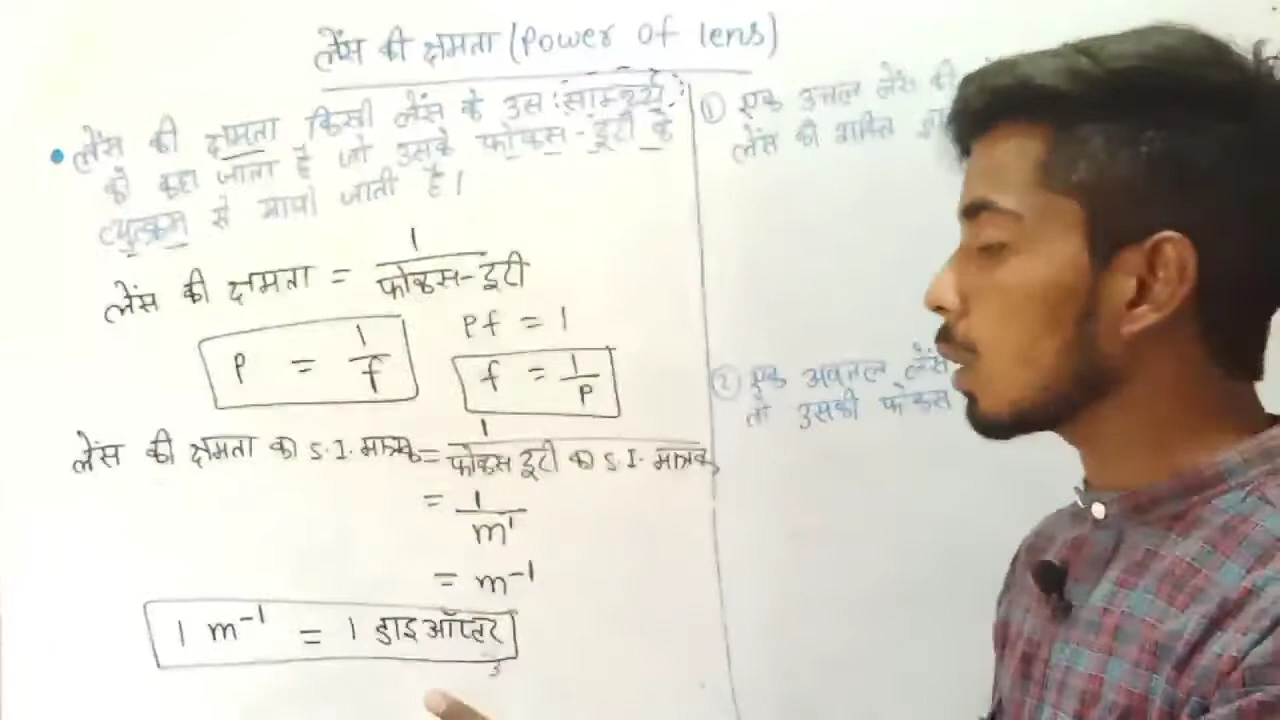 लेंस की क्षमता (Power of lens)
• लेंस की क्षमता किसी लेंस के उस सामर्थ्य
को कहा जाता है जो उसके फोकस-दूरी के
व्युत्क्रम से मापी जाती है।
लेंस की क्षमता = 1/फोकस-दूरी
P = 1/f
Pf = 1
f = 1/P
लेंस की क्षमता का S.I. मात्रक = 1/फोकस दूरी का S.I. मात्रक
= 1/m¹
= m⁻¹
1 m⁻¹ = 1 डाइऑप्टर
① एक उत्तल लेंस की
लेंस की शक्ति
② एक अवतल लेंस
तो उसकी फोकस